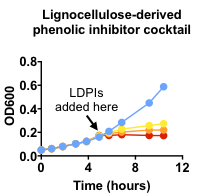 Lignocellulose-derived
phenolic inhibitor cocktail
0.8
0.6
0.4
0.2
0.0
OD600
LDPIs
added here
0 4 8 12
Time (hours)